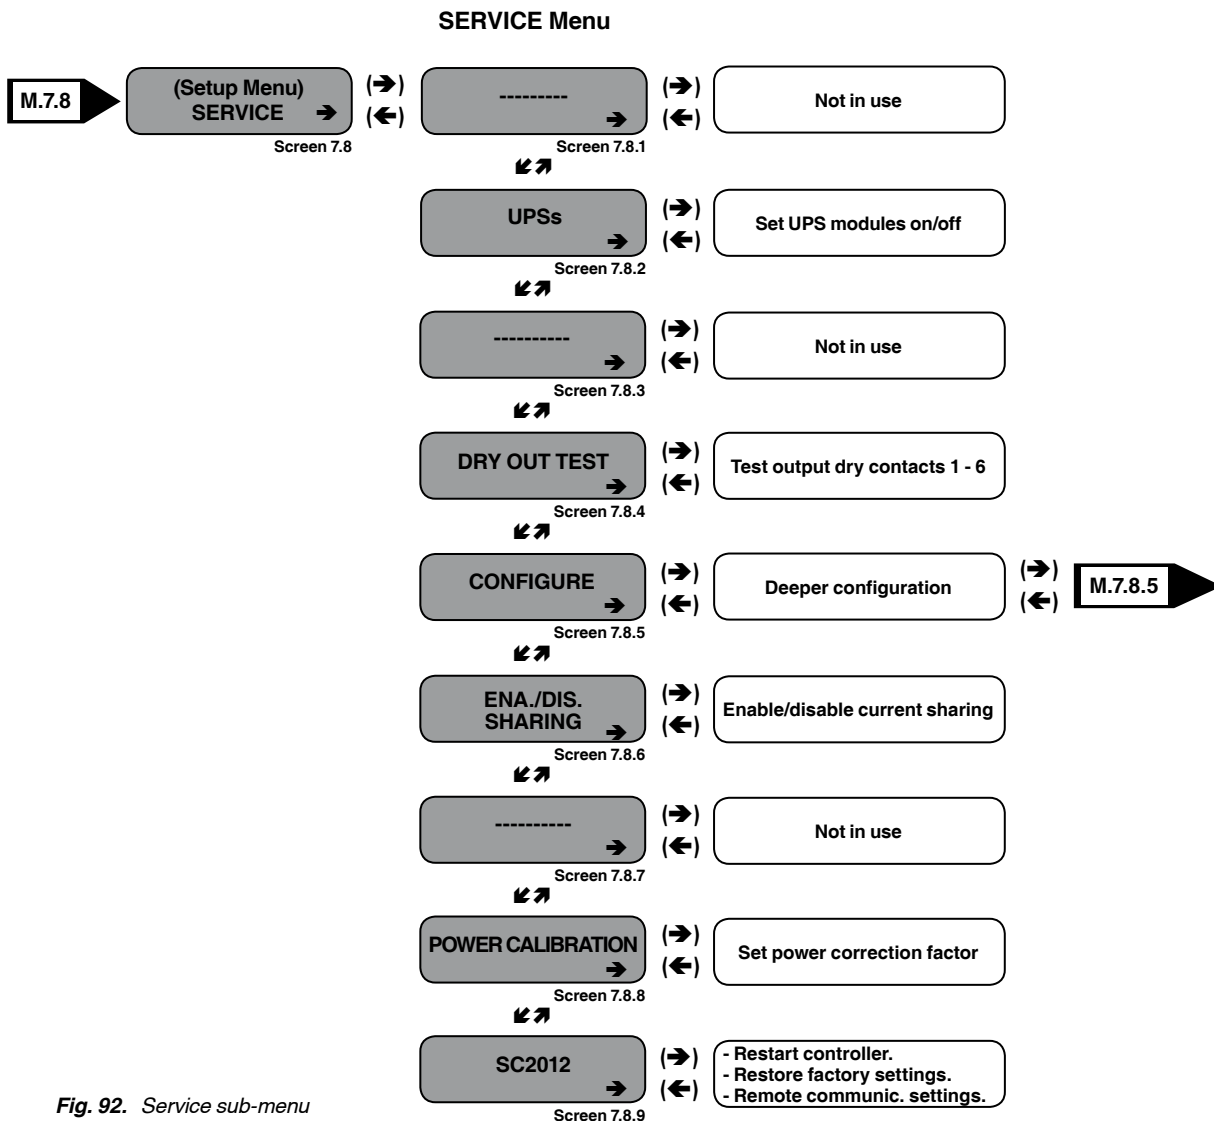 SERVICE Menu
M.7.8
(Setup Menu)
SERVICE ➔
(➔)
(←)
Screen 7.8
---------
➔
(➔)
(←)
Not in use
Screen 7.8.1
UPSs
➔
(➔)
(←)
Set UPS modules on/off
Screen 7.8.2
----------
➔
(➔)
(←)
Not in use
Screen 7.8.3
DRY OUT TEST
➔
(➔)
(←)
Test output dry contacts 1 - 6
Screen 7.8.4
CONFIGURE
➔
(➔)
(←)
Deeper configuration
(➔)
(←)
M.7.8.5
Screen 7.8.5
ENA./DIS.
SHARING ➔
(➔)
(←)
Enable/disable current sharing
Screen 7.8.6
----------
➔
(➔)
(←)
Not in use
Screen 7.8.7
POWER CALIBRATION
➔
(➔)
(←)
Set power correction factor
Screen 7.8.8
SC2012
➔
(➔)
(←)
- Restart controller.
- Restore factory settings.
- Remote communic. settings.
Screen 7.8.9
Fig. 92. Service sub-menu